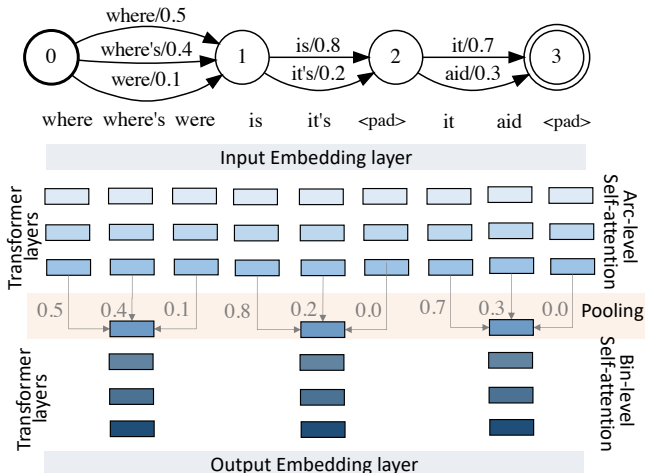 where/0.5
where's/0.4
were/0.1
is/0.8
it's/0.2
it/0.7
aid/0.3
0
1
2
3
where where's were is it's <pad> it aid <pad>
Input Embedding layer
Transformer layers
Arc-level Self-attention
0.5 0.4 0.1 0.8 0.2 0.0 0.7 0.3 0.0
Pooling
Transformer layers
Bin-level Self-attention
Output Embedding layer